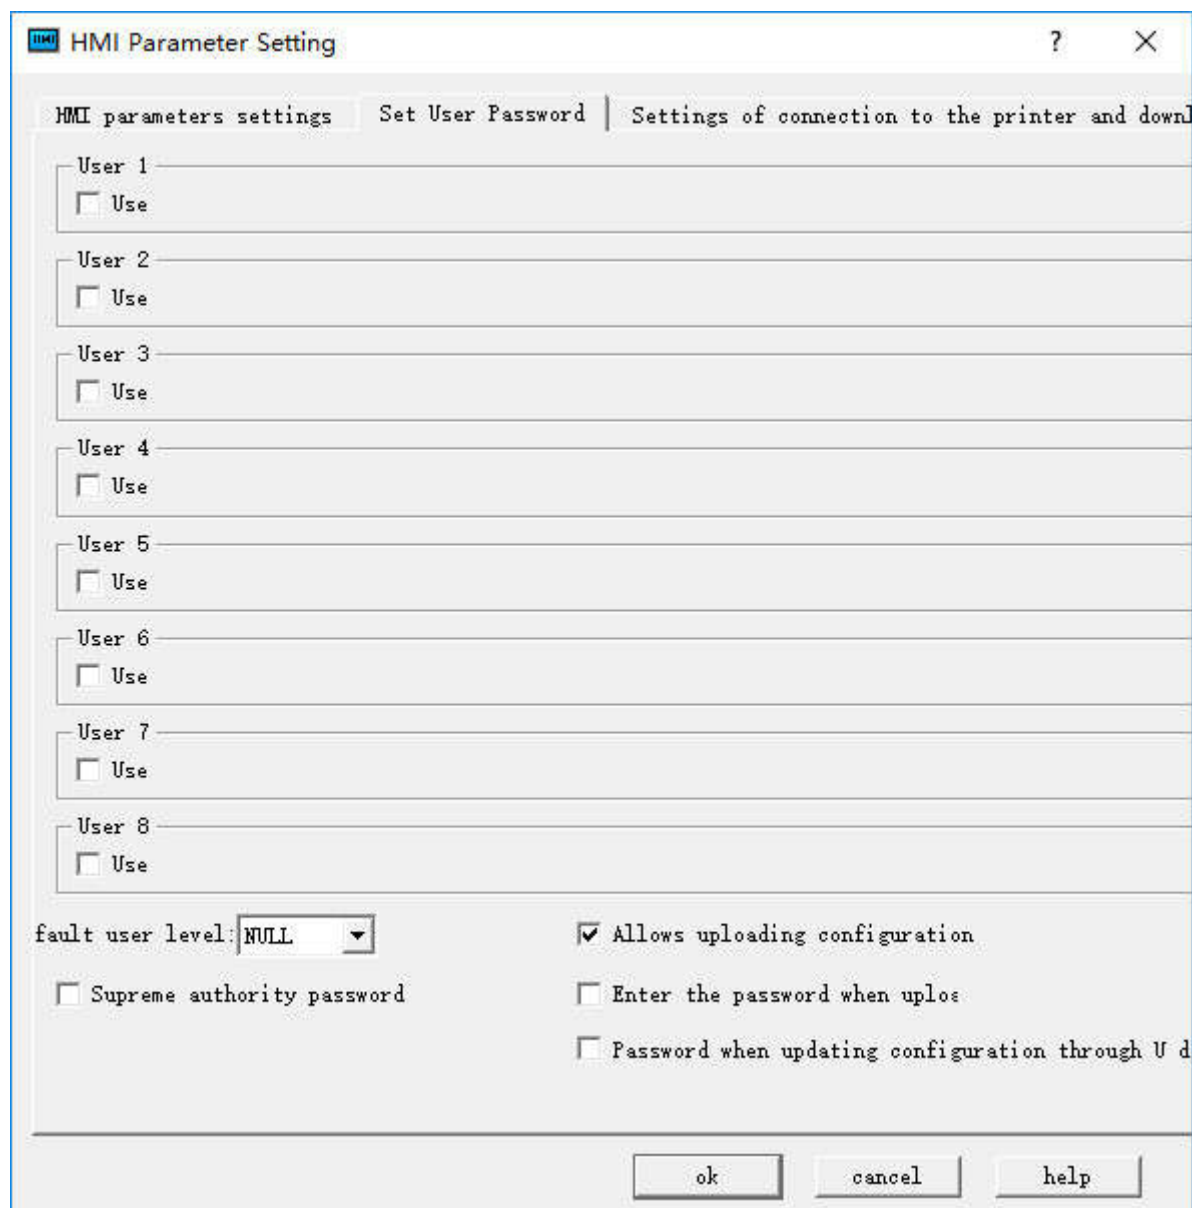 HMI HMI Parameter Setting ? ×
HMI parameters settings Set User Password Settings of connection to the printer and downl
User 1
Use
User 2
Use
User 3
Use
User 4
Use
User 5
Use
User 6
Use
User 7
Use
User 8
Use
fault user level: NULL Allows uploading configuration
Supreme authority password Enter the password when uploa
Password when updating configuration through U d
ok cancel help